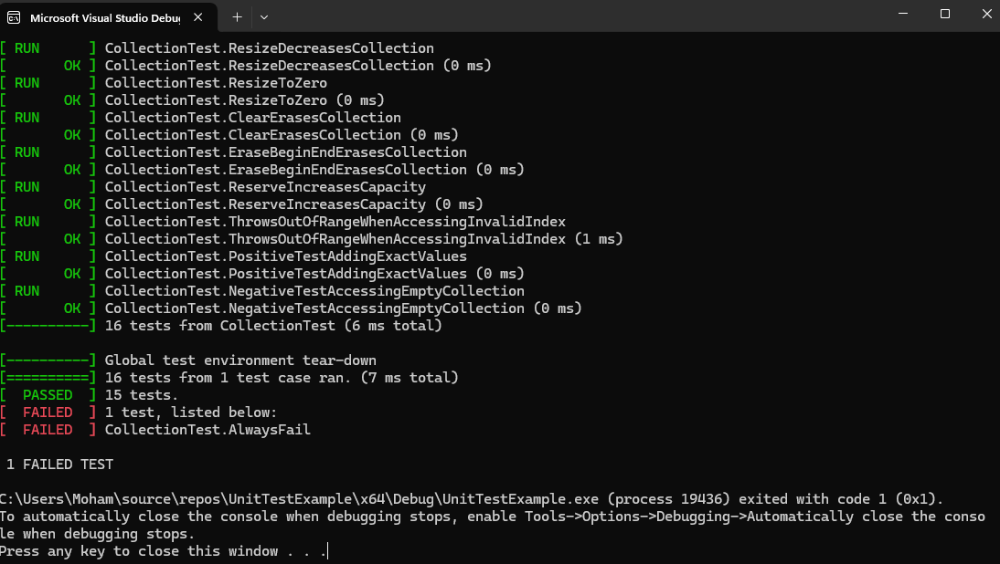 Microsoft Visual Studio Debug
[ RUN      ] CollectionTest.ResizeDecreasesCollection
[       OK ] CollectionTest.ResizeDecreasesCollection (0 ms)
[ RUN      ] CollectionTest.ResizeToZero
[       OK ] CollectionTest.ResizeToZero (0 ms)
[ RUN      ] CollectionTest.ClearErasesCollection
[       OK ] CollectionTest.ClearErasesCollection (0 ms)
[ RUN      ] CollectionTest.EraseBeginEndErasesCollection
[       OK ] CollectionTest.EraseBeginEndErasesCollection (0 ms)
[ RUN      ] CollectionTest.ReserveIncreasesCapacity
[       OK ] CollectionTest.ReserveIncreasesCapacity (0 ms)
[ RUN      ] CollectionTest.ThrowsOutOfRangeWhenAccessingInvalidIndex
[       OK ] CollectionTest.ThrowsOutOfRangeWhenAccessingInvalidIndex (1 ms)
[ RUN      ] CollectionTest.PositiveTestAddingExactValues
[       OK ] CollectionTest.PositiveTestAddingExactValues (0 ms)
[ RUN      ] CollectionTest.NegativeTestAccessingEmptyCollection
[       OK ] CollectionTest.NegativeTestAccessingEmptyCollection (0 ms)
[----------] 16 tests from CollectionTest (6 ms total)
[----------] Global test environment tear-down
[==========] 16 tests from 1 test case ran. (7 ms total)
[  PASSED  ] 15 tests.
[  FAILED  ] 1 test, listed below:
[  FAILED  ] CollectionTest.AlwaysFail
1 FAILED TEST
C:\Users\Moham\source\repos\UnitTestExample\x64\Debug\UnitTestExample.exe (process 19436) exited with code 1 (0x1).
To automatically close the console when debugging stops, enable Tools->Options->Debugging->Automatically close the conso
le when debugging stops.
Press any key to close this window . . .